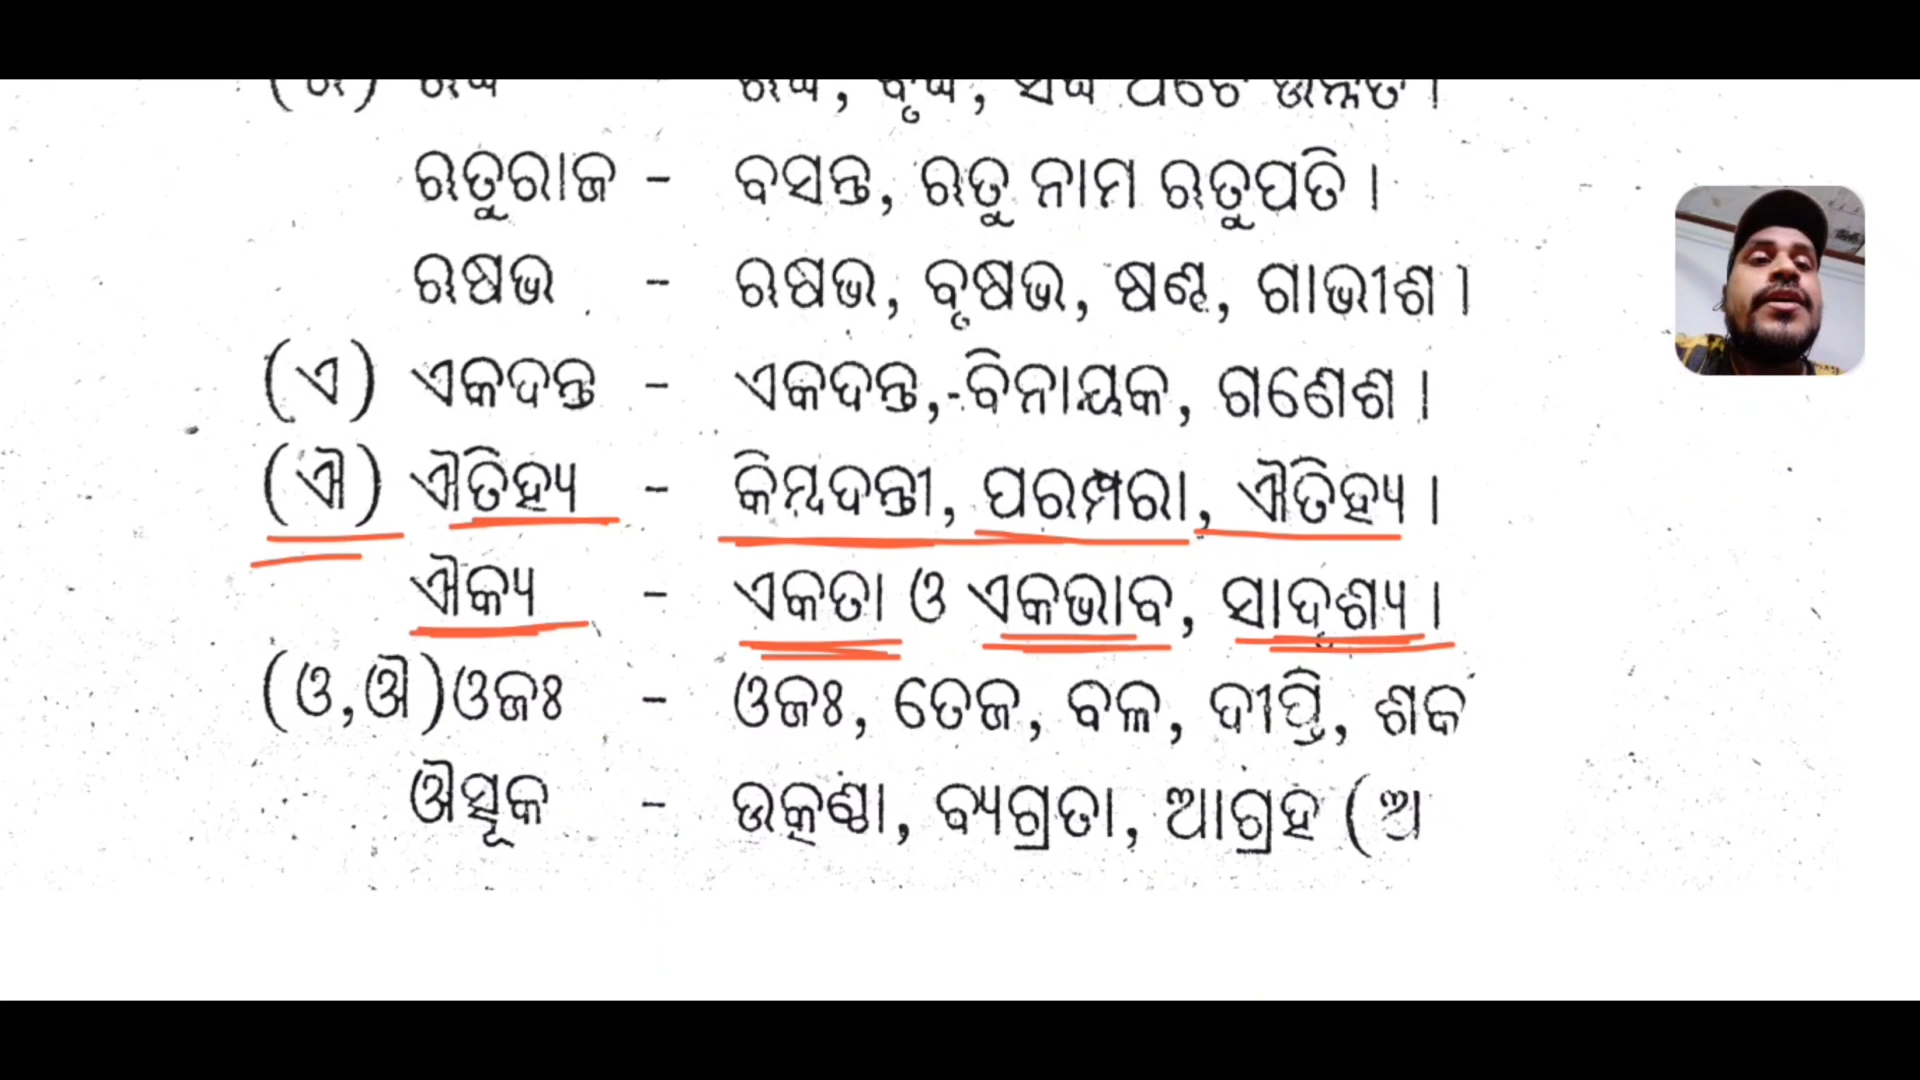 ଋତୁରାଜ - ବସନ୍ତ, ଋତୁ ନାମ ଋତୁପତି ।
ଋଷଭ - ଋଷଭ, ବୃଷଭ, ଷଣ୍ଢ, ଗାଭୀଶ ।
(ଏ) ଏକଦନ୍ତ - ଏକଦନ୍ତ, ବିନାୟକ, ଗଣେଶ ।
(ଐ) ଐତିହ୍ୟ - କିମ୍ବଦନ୍ତୀ, ପରମ୍ପରା, ଐତିହ୍ୟ ।
ଐକ୍ୟ - ଏକତା ଓ ଏକଭାବ, ସାଦୃଶ୍ୟ ।
(ଓ,ଔ) ଓଜଃ - ଓଜଃ, ତେଜ, ବଳ, ଦୀପ୍ତି, ଶକ
ଔତ୍ସୂକ - ଉତ୍କଣ୍ଠା, ବ୍ୟଗ୍ରତା, ଆଗ୍ରହ (ଅ